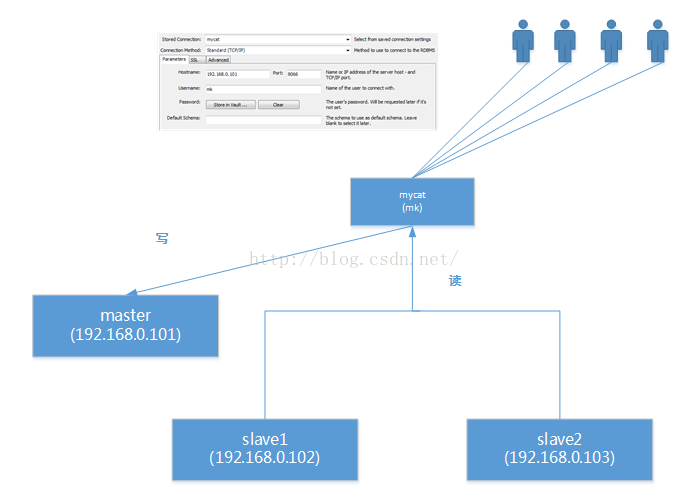 Stored Connection: mycat Select from saved connection settings
Connection Method: Standard (TCP/IP) Method to use to connect to the RDBMS
Parameters SSL Advanced
Hostname: 192.168.0.101 Port: 8066 Name or IP address of the server host - and
TCP/IP port.
Username: mk Name of the user to connect with.
Password: Store in Vault ... Clear The user's password. Will be requested later if it's
not set.
Default Schema: The schema to use as default schema. Leave
blank to select it later.
mycat
(mk)
写
http://blog.csdn.net/
读
master
(192.168.0.101)
slave1
(192.168.0.102)
slave2
(192.168.0.103)